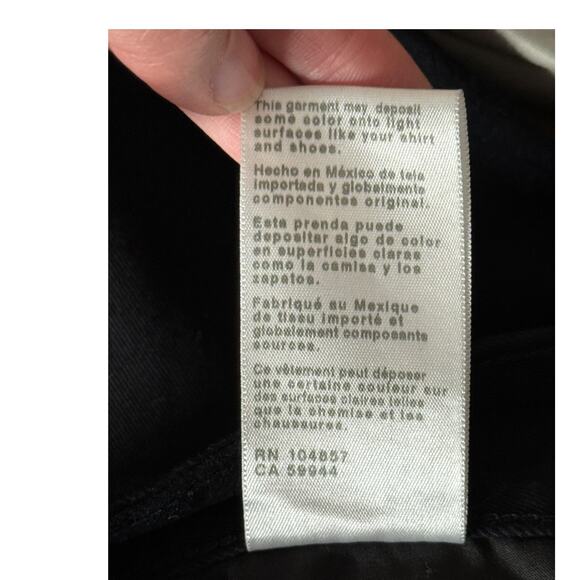 This garment may deposit
some color onto light
surfaces like your shirt
and shoes.
Hecho en México de tela
importada y globalmente
componentes original.
Esta prenda puede
depositar algo de color
en superficies claras
como la camisa y los
zapatos.
Fabriqué au Mexique
de tissu importé et
globalement composants
sources.
Ce vêtement peut déposer
une certaine couleur sur
des surfaces claires telles
que la chemise et les
chaussures.
RN 104857
CA 59944